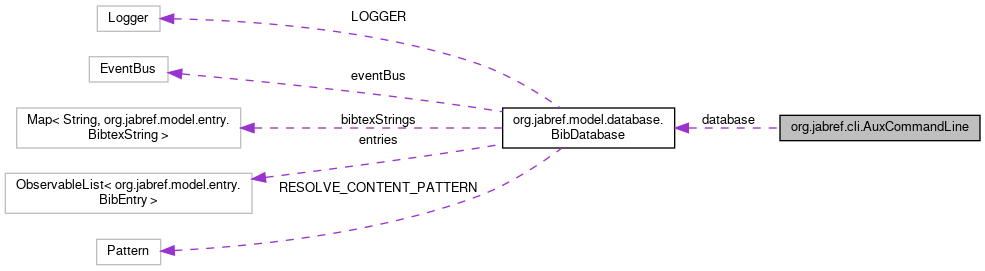 Logger
LOGGER
EventBus
eventBus
Map< String, org.jabref.model.entry.
BibtexString >
bibtexStrings
entries
org.jabref.model.database.
BibDatabase
database
org.jabref.cli.AuxCommandLine
ObservableList< org.jabref.model.entry.
BibEntry >
RESOLVE_CONTENT_PATTERN
Pattern